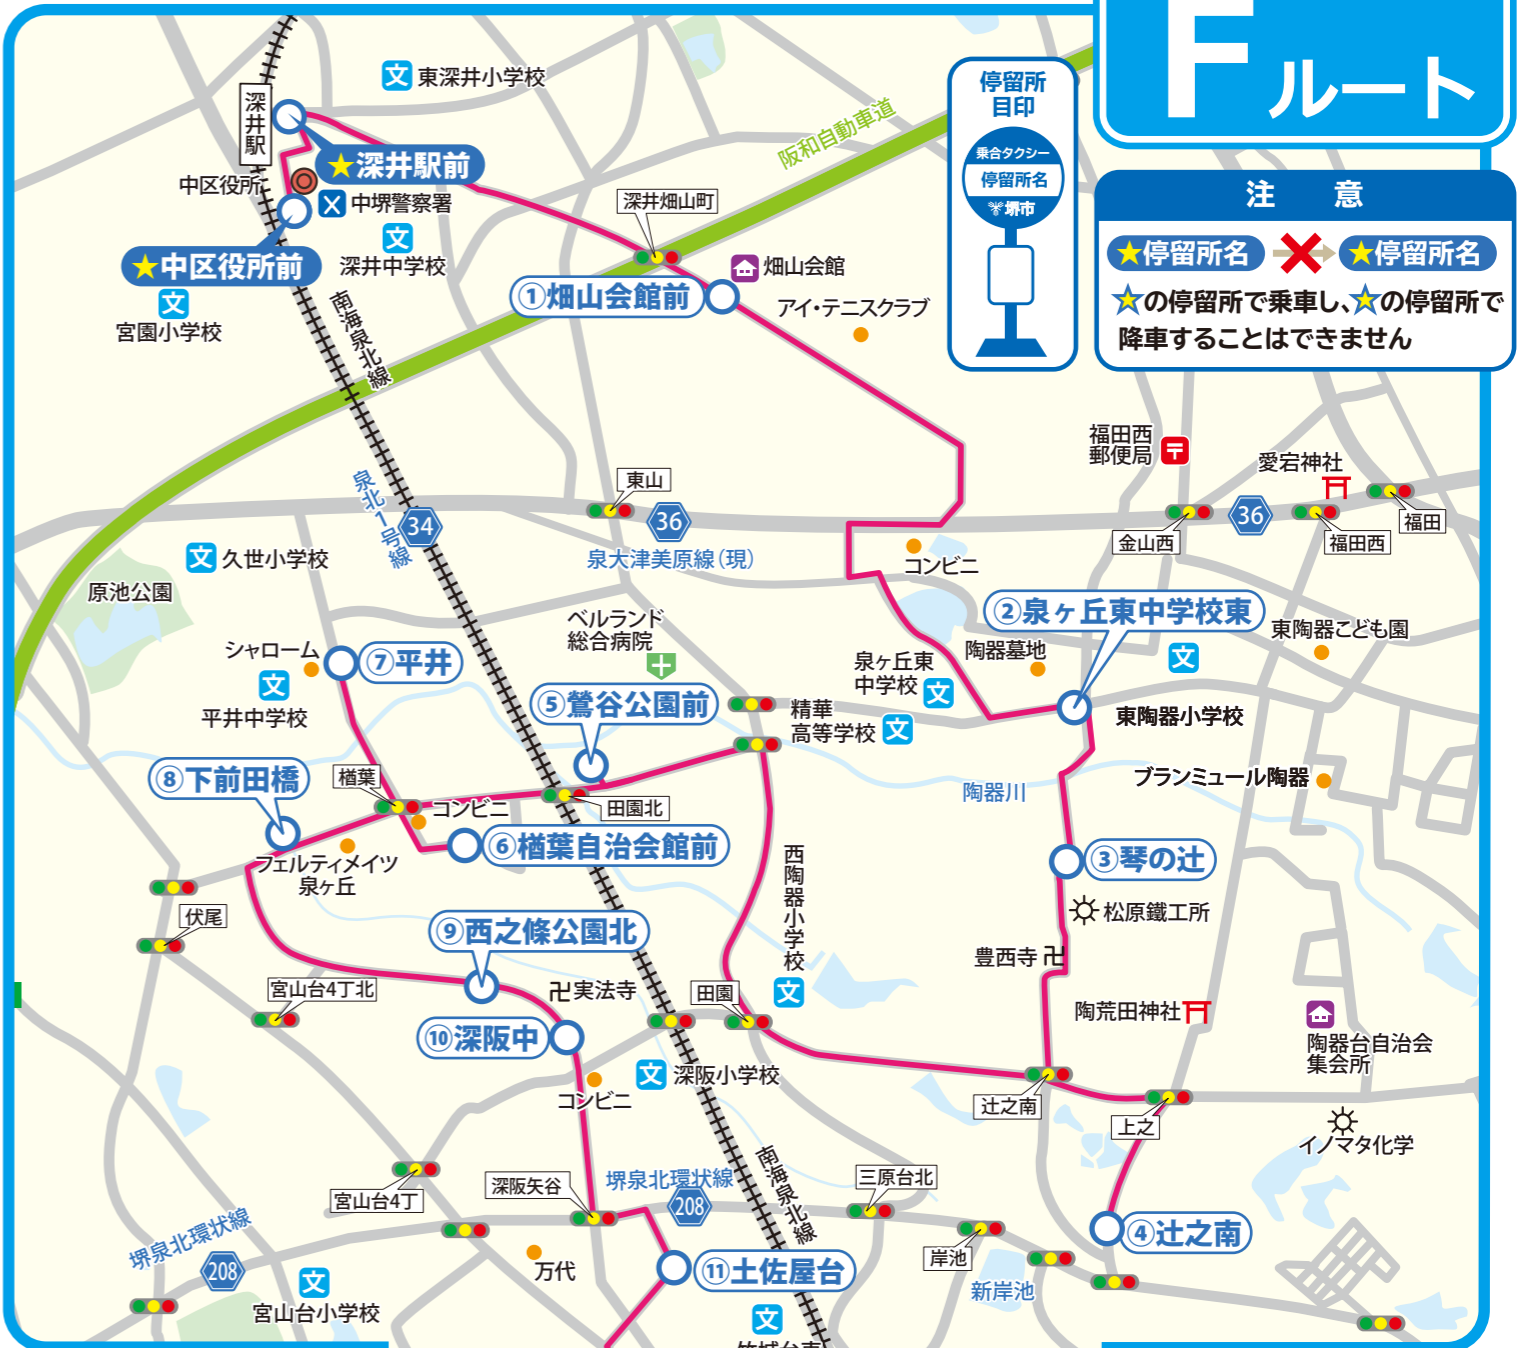 Fルート
停留所
目印
乗合タクシー
停留所名
堺市
注 意
★停留所名
★停留所名
☆の停留所で乗車し、☆の停留所で
降車することはできません
東深井小学校
深井駅
★深井駅前
中区役所
中堺警察署
★中区役所前
深井中学校
宮園小学校
阪和自動車道
深井畑山町
畑山会館
①畑山会館前
アイ・テニスクラブ
南海泉北線
福田西
郵便局
愛宕神社
東山
36
36
金山西
福田西
福田
泉北1号線
34
泉大津美原線(現)
コンビニ
久世小学校
原池公園
ベルランド
総合病院
②泉ヶ丘東中学校東
東陶器こども園
シャローム
⑦平井
泉ヶ丘東
中学校
陶器墓地
平井中学校
⑤鶯谷公園前
精華
高等学校
東陶器小学校
⑧下前田橋
楢葉
コンビニ
田園北
陶器川
ブランミュール陶器
⑥楢葉自治会館前
フェルティメイツ
泉ヶ丘
西陶器小学校
③琴の辻
松原鐵工所
伏尾
⑨西之條公園北
豊西寺
宮山台4丁北
実法寺
田園
陶荒田神社
⑩深阪中
陶器台自治会
集会所
深阪小学校
コンビニ
辻之南
上之
イノマタ化学
宮山台4丁
深阪矢谷
堺泉北環状線
208
南海泉北線
三原台北
堺泉北環状線
208
岸池
④辻之南
万代
⑪土佐屋台
新岸池
宮山台小学校